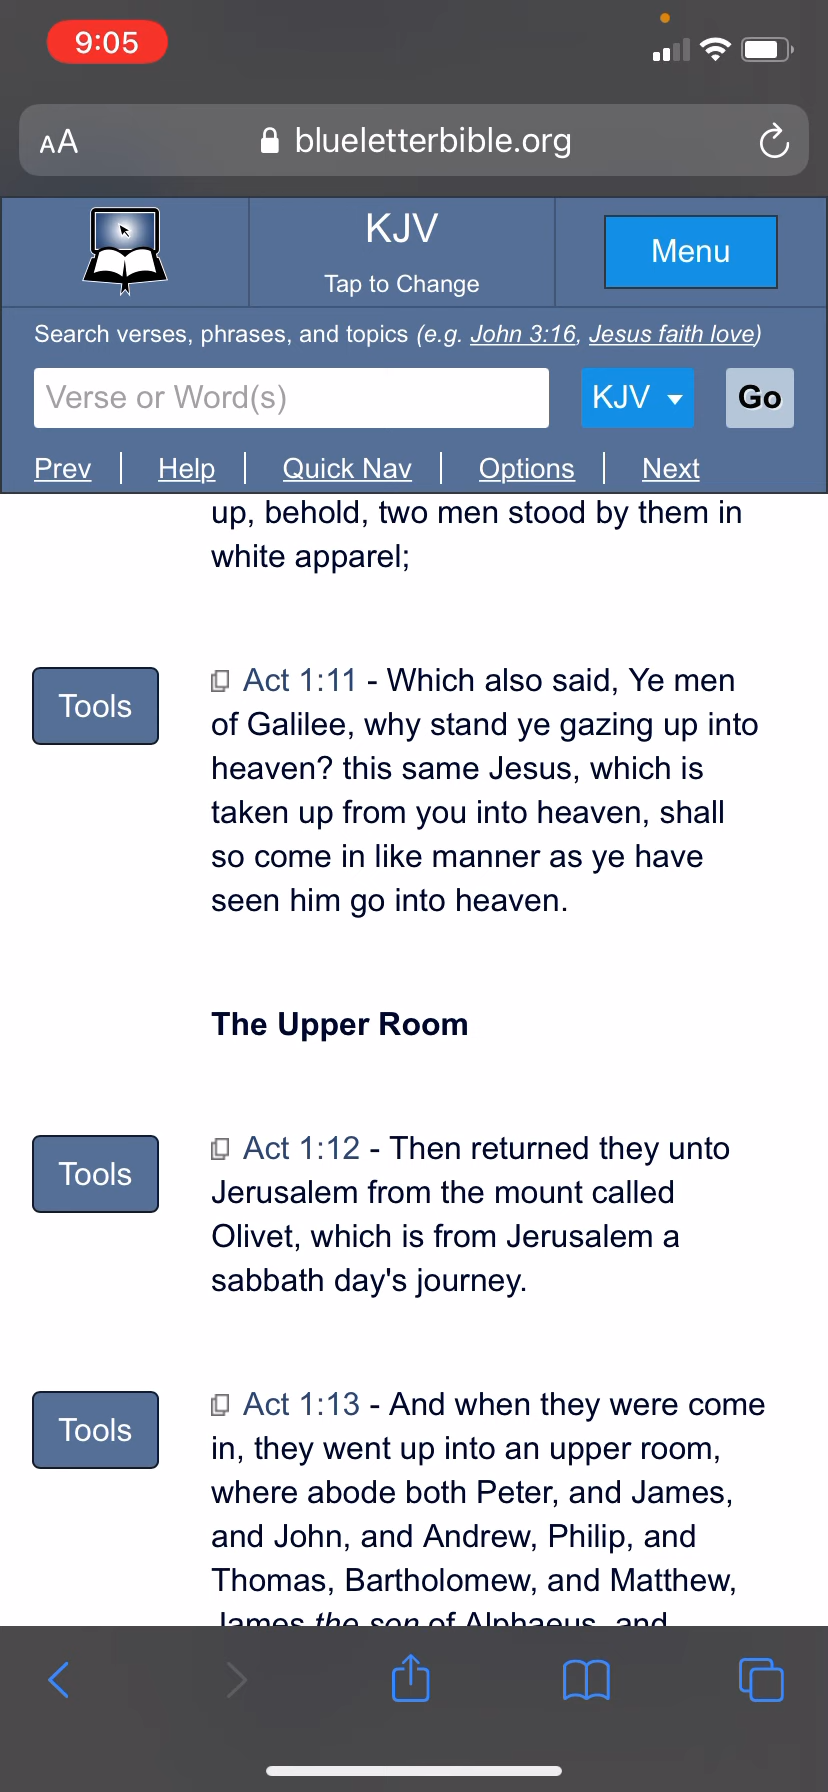 9:05
AA blueletterbible.org
KJV
Tap to Change
Menu
Search verses, phrases, and topics (e.g. John 3:16, Jesus faith love)
Verse or Word(s) KJV Go
Prev | Help | Quick Nav | Options | Next
up, behold, two men stood by them in
white apparel;
Tools
Act 1:11 - Which also said, Ye men
of Galilee, why stand ye gazing up into
heaven? this same Jesus, which is
taken up from you into heaven, shall
so come in like manner as ye have
seen him go into heaven.
The Upper Room
Tools
Act 1:12 - Then returned they unto
Jerusalem from the mount called
Olivet, which is from Jerusalem a
sabbath day's journey.
Tools
Act 1:13 - And when they were come
in, they went up into an upper room,
where abode both Peter, and James,
and John, and Andrew, Philip, and
Thomas, Bartholomew, and Matthew,
James the son of Alphaeus, and